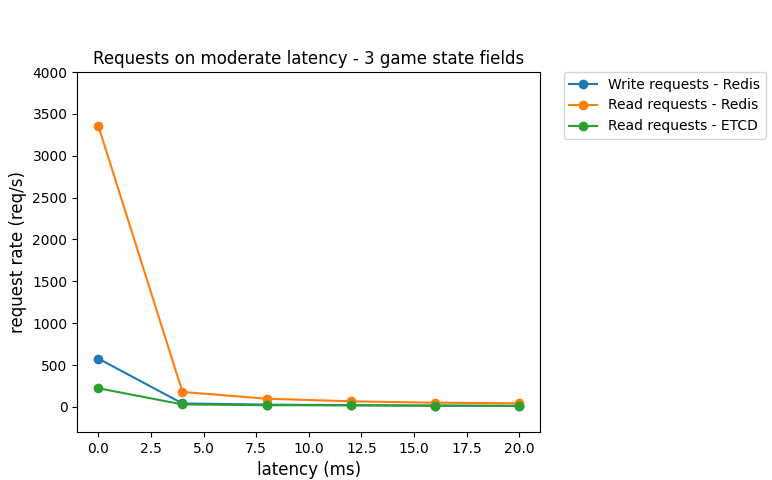 Requests on moderate latency - 3 game state fields
4000
3500
3000
2500
2000
1500
1000
500
0
request rate (req/s)
0.0 2.5 5.0 7.5 10.0 12.5 15.0 17.5 20.0
latency (ms)
Write requests - Redis
Read requests - Redis
Read requests - ETCD